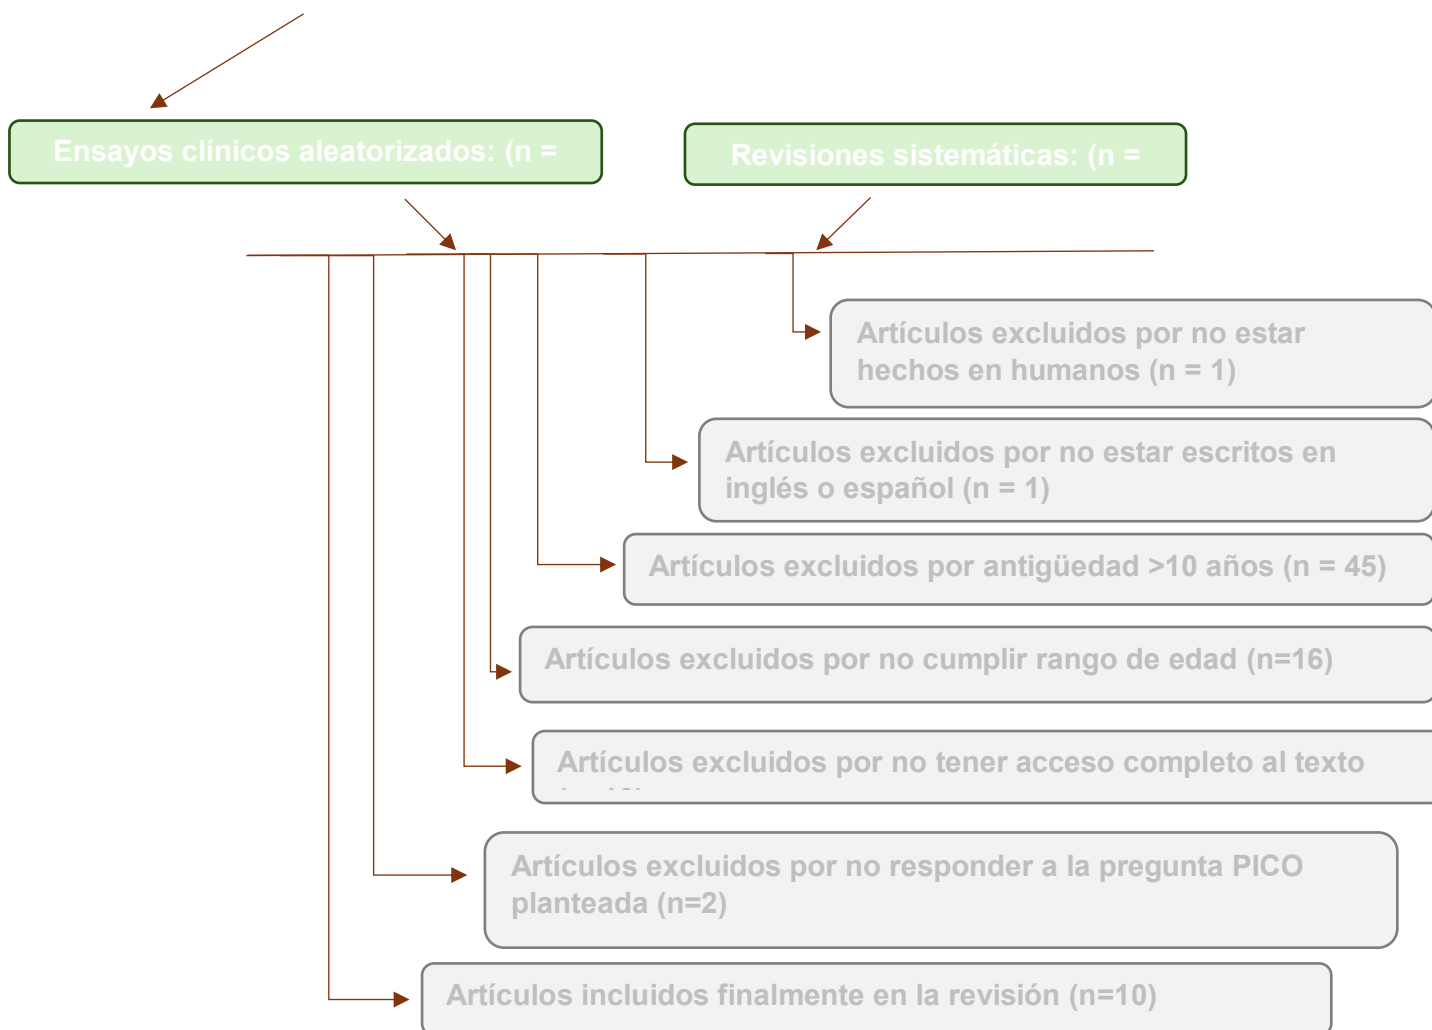 Ensayos clínicos aleatorizados: (n =
Revisiones sistemáticas: (n =
Artículos excluidos por no estar
hechos en humanos (n = 1)
Artículos excluidos por no estar escritos en
inglés o español (n = 1)
Artículos excluidos por antigüedad >10 años (n = 45)
Artículos excluidos por no cumplir rango de edad (n=16)
Artículos excluidos por no tener acceso completo al texto
Artículos excluidos por no responder a la pregunta PICO
planteada (n=2)
Artículos incluidos finalmente en la revisión (n=10)